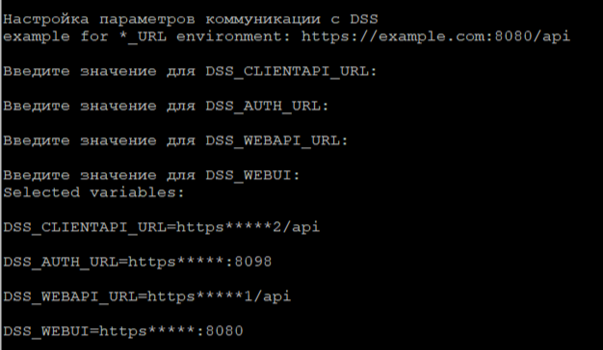 Настройка параметров коммуникации с DSS
example for *_URL environment: https://example.com:8080/api
Введите значение для DSS_CLIENTAPI_URL:
Введите значение для DSS_AUTH_URL:
Введите значение для DSS_WEBAPI_URL:
Введите значение для DSS_WEBUI:
Selected variables:
DSS_CLIENTAPI_URL=https*****2/api
DSS_AUTH_URL=https*****:8098
DSS_WEBAPI_URL=https*****1/api
DSS_WEBUI=https*****:8080